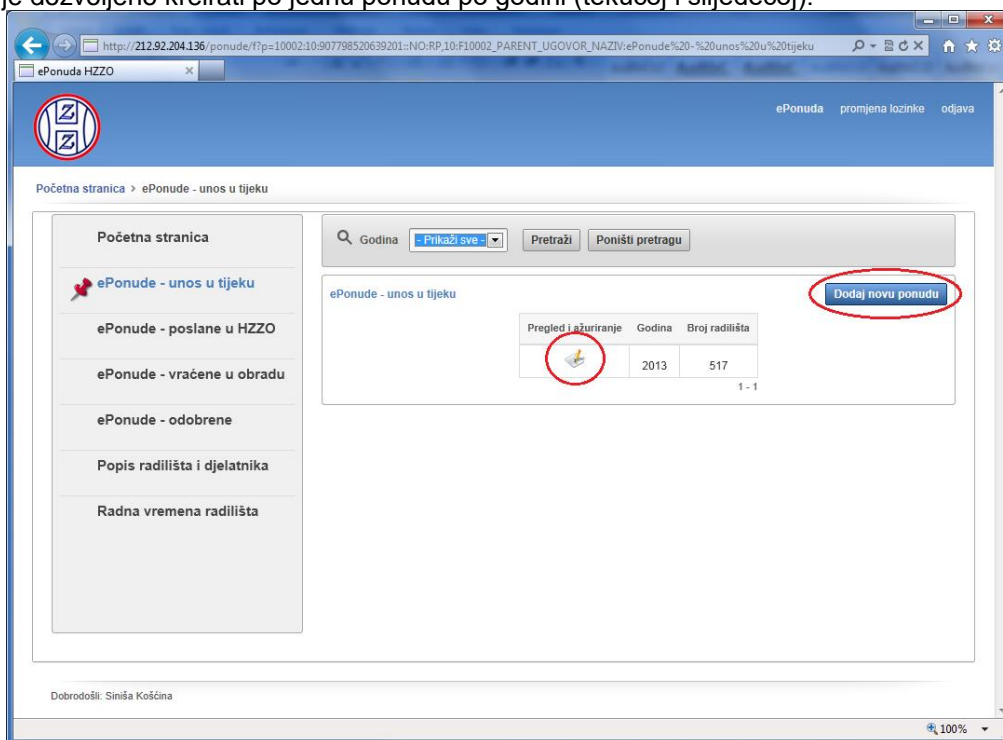 je dozvoljeno kreirati po jednu ponudu po godini (tekućoj i slijedećoj).
http://212.92.204.136/ponude/f?p=10002:10:907798520639201::NO:RP,10:F10002_PARENT_UGOVOR_NAZIV:ePonude%20-%20unos%20u%20tijeku
ePonuda HZZO
ePonuda promjena lozinke odjava
Početna stranica > ePonude - unos u tijeku
Početna stranica
ePonude - unos u tijeku
ePonude - poslane u HZZO
ePonude - vraćene u obradu
ePonude - odobrene
Popis radilišta i djelatnika
Radna vremena radilišta
Godina - Prikaži sve - Pretraži Poništi pretragu
ePonude - unos u tijeku
Dodaj novu ponudu
Pregled i ažuriranje Godina Broj radilišta
2013 517
1 - 1
Dobrodošli: Siniša Košćina
100%